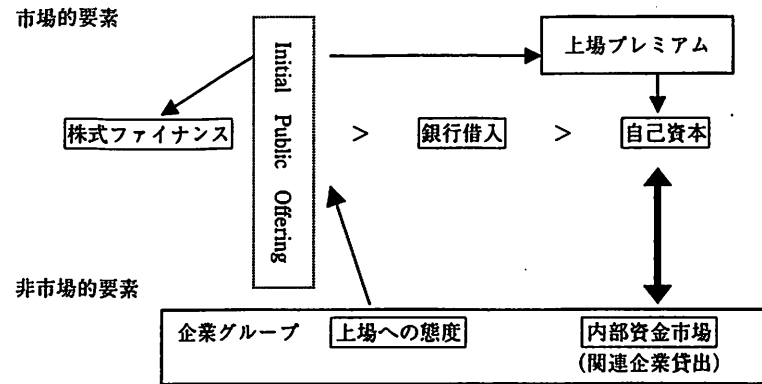 市場的要素
上場プレミアム
Initial Public Offering
株式ファイナンス > 銀行借入 > 自己資本
非市場的要素
企業グループ 上場への態度 内部資金市場
(関連企業貸出)